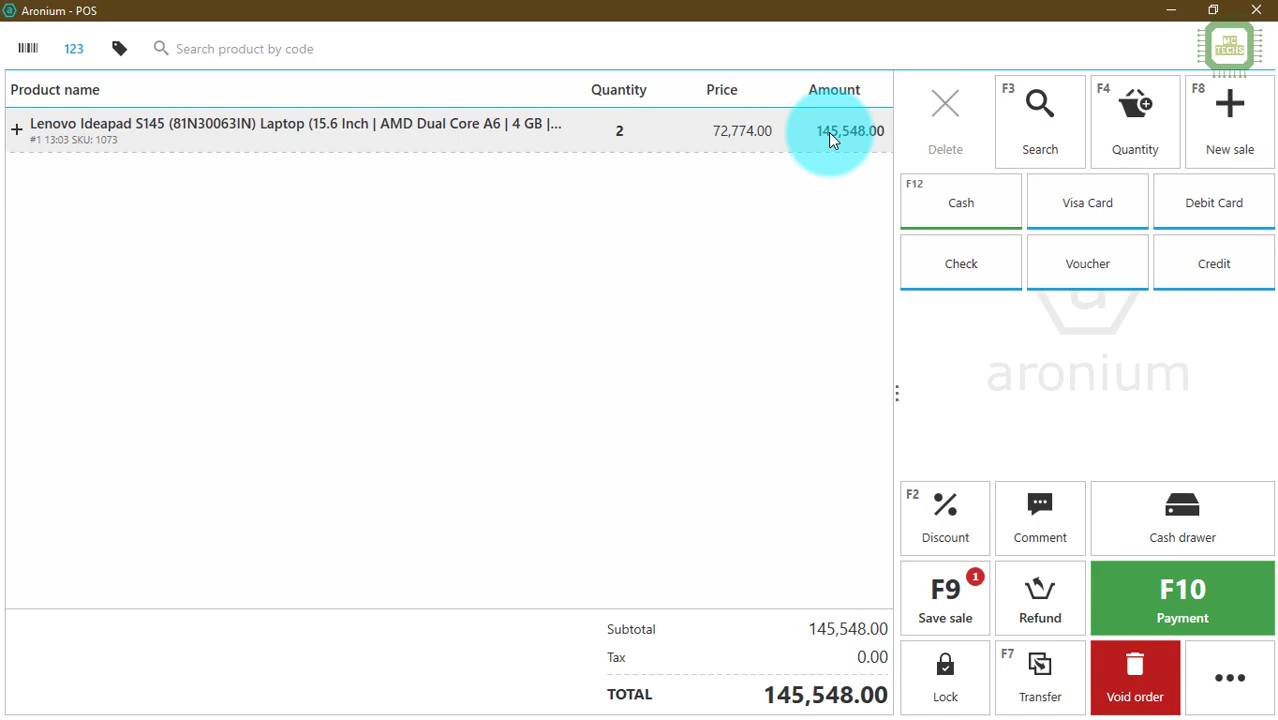 Aronium - POS
MC
TECHS
123
Search product by code
Product name Quantity Price Amount
Lenovo Ideapad S145 (81N30063IN) Laptop (15.6 Inch | AMD Dual Core A6 | 4 GB |... 2 72,774.00 145,548.00
#1 13:03 SKU: 1073
Delete
F3 Search
F4 Quantity
F8 New sale
F12 Cash
Visa Card
Debit Card
Check
Voucher
Credit
a
aronium
F2 Discount
Comment
Cash drawer
F9 1
Save sale
Refund
F10
Payment
Subtotal 145,548.00
Tax 0.00
TOTAL 145,548.00
Lock
F7 Transfer
Void order